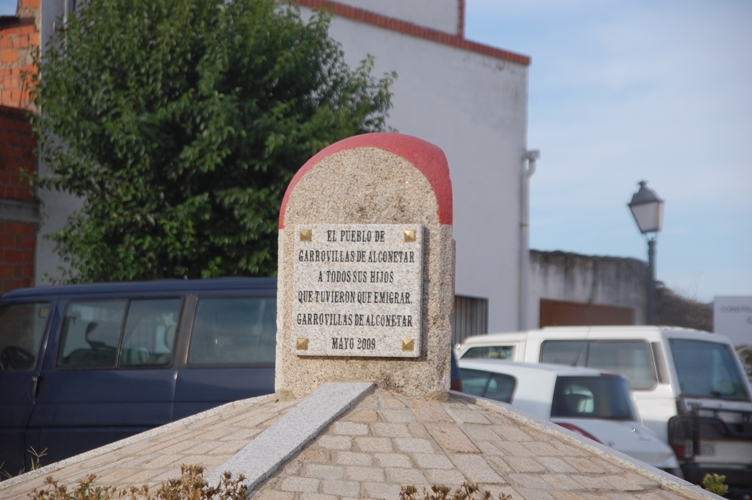 EL PUEBLO DE
GARROVILLAS DE ALCONETAR
A TODOS SUS HIJOS
QUE TUVIERON QUE EMIGRAR.
GARROVILLAS DE ALCONETAR
MAYO 2009